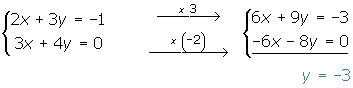 2x + 3y = −1  x 3  6x + 9y = −3
3x + 4y = 0  x (−2)  −6x − 8y = 0
y = −3